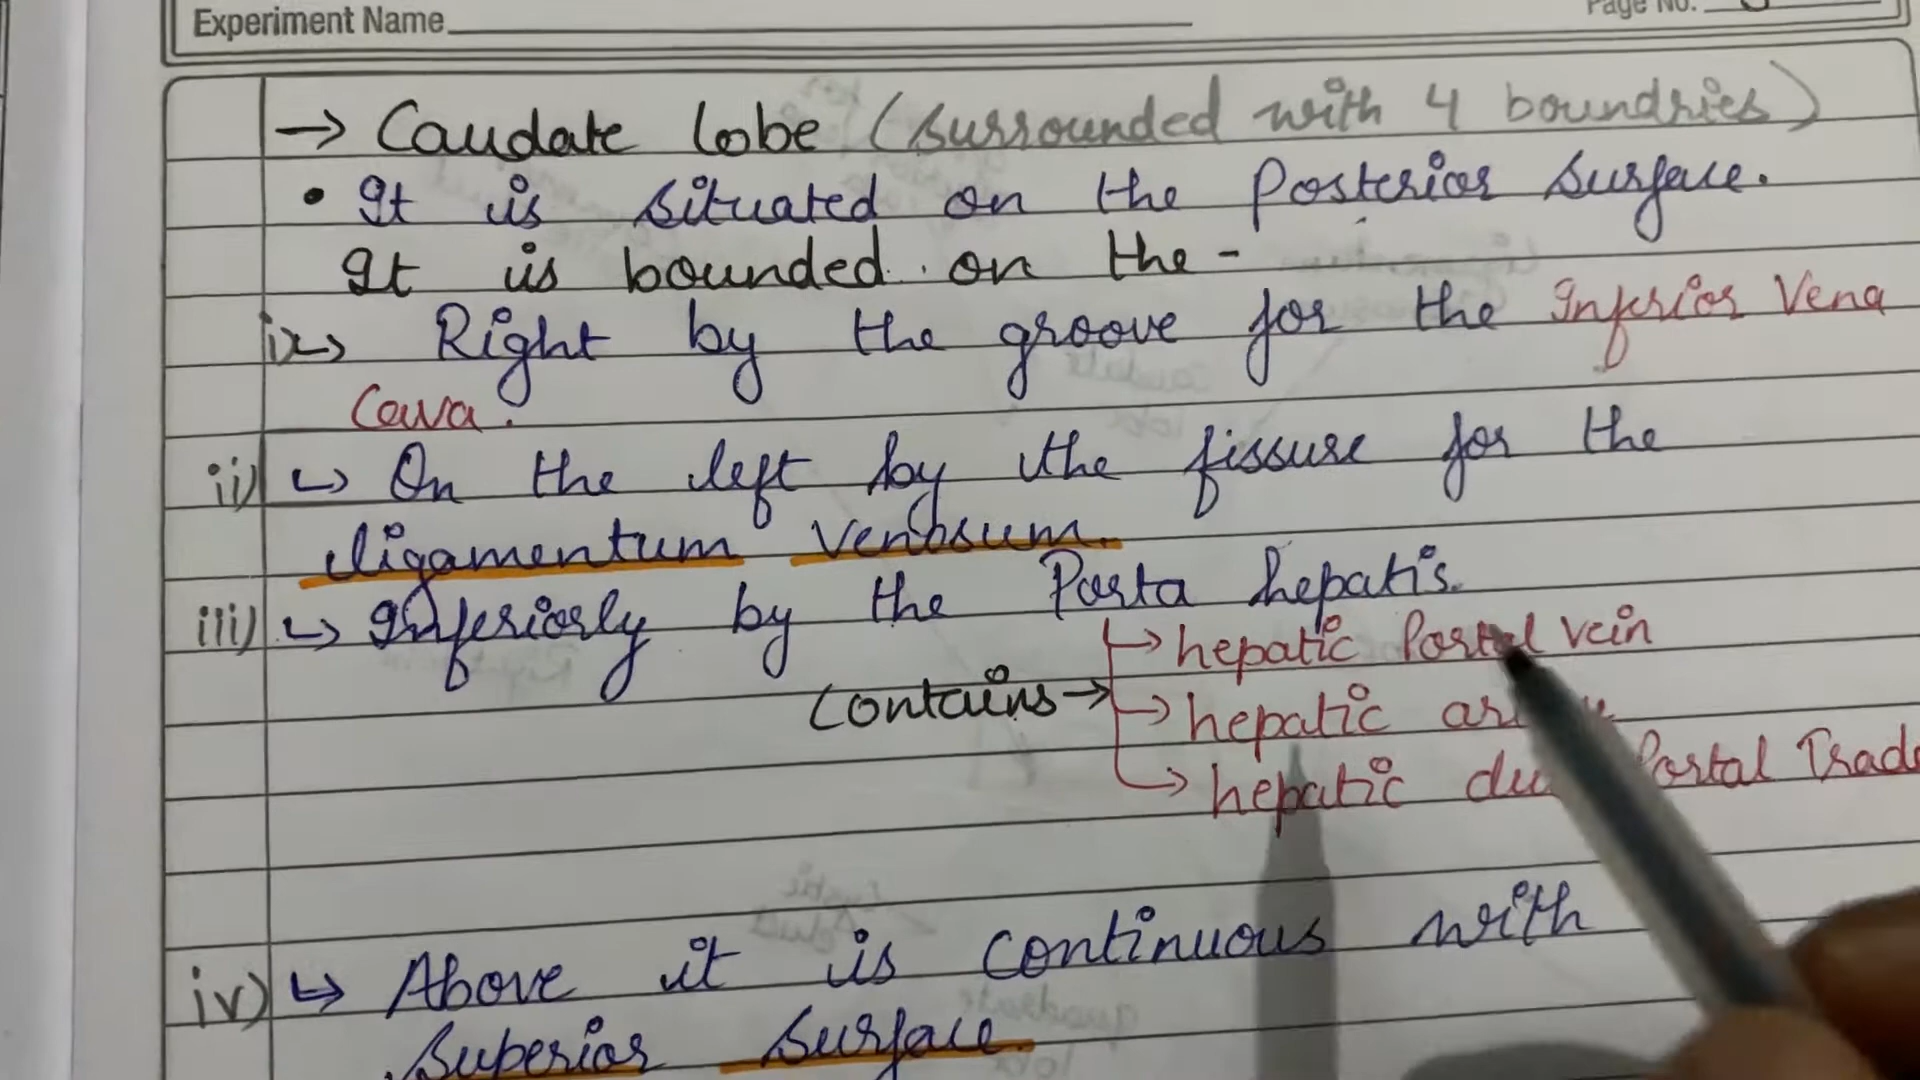 Experiment Name
Page No.
→ Caudate lobe (surrounded with 4 boundries)
• It is situated on the Posterior surface.
It is bounded on the -
i↳ Right by the groove for the Inferior Vena
Cava.
ii) ↳ On the left by the fissure for the
ligamentum venosum.
iii) ↳ Inferiorly by the Porta hepatis.
→ hepatic Portal vein
Contains → → hepatic
→ hepatic Portal
iv) ↳ Above it is continuous with
superior surface.